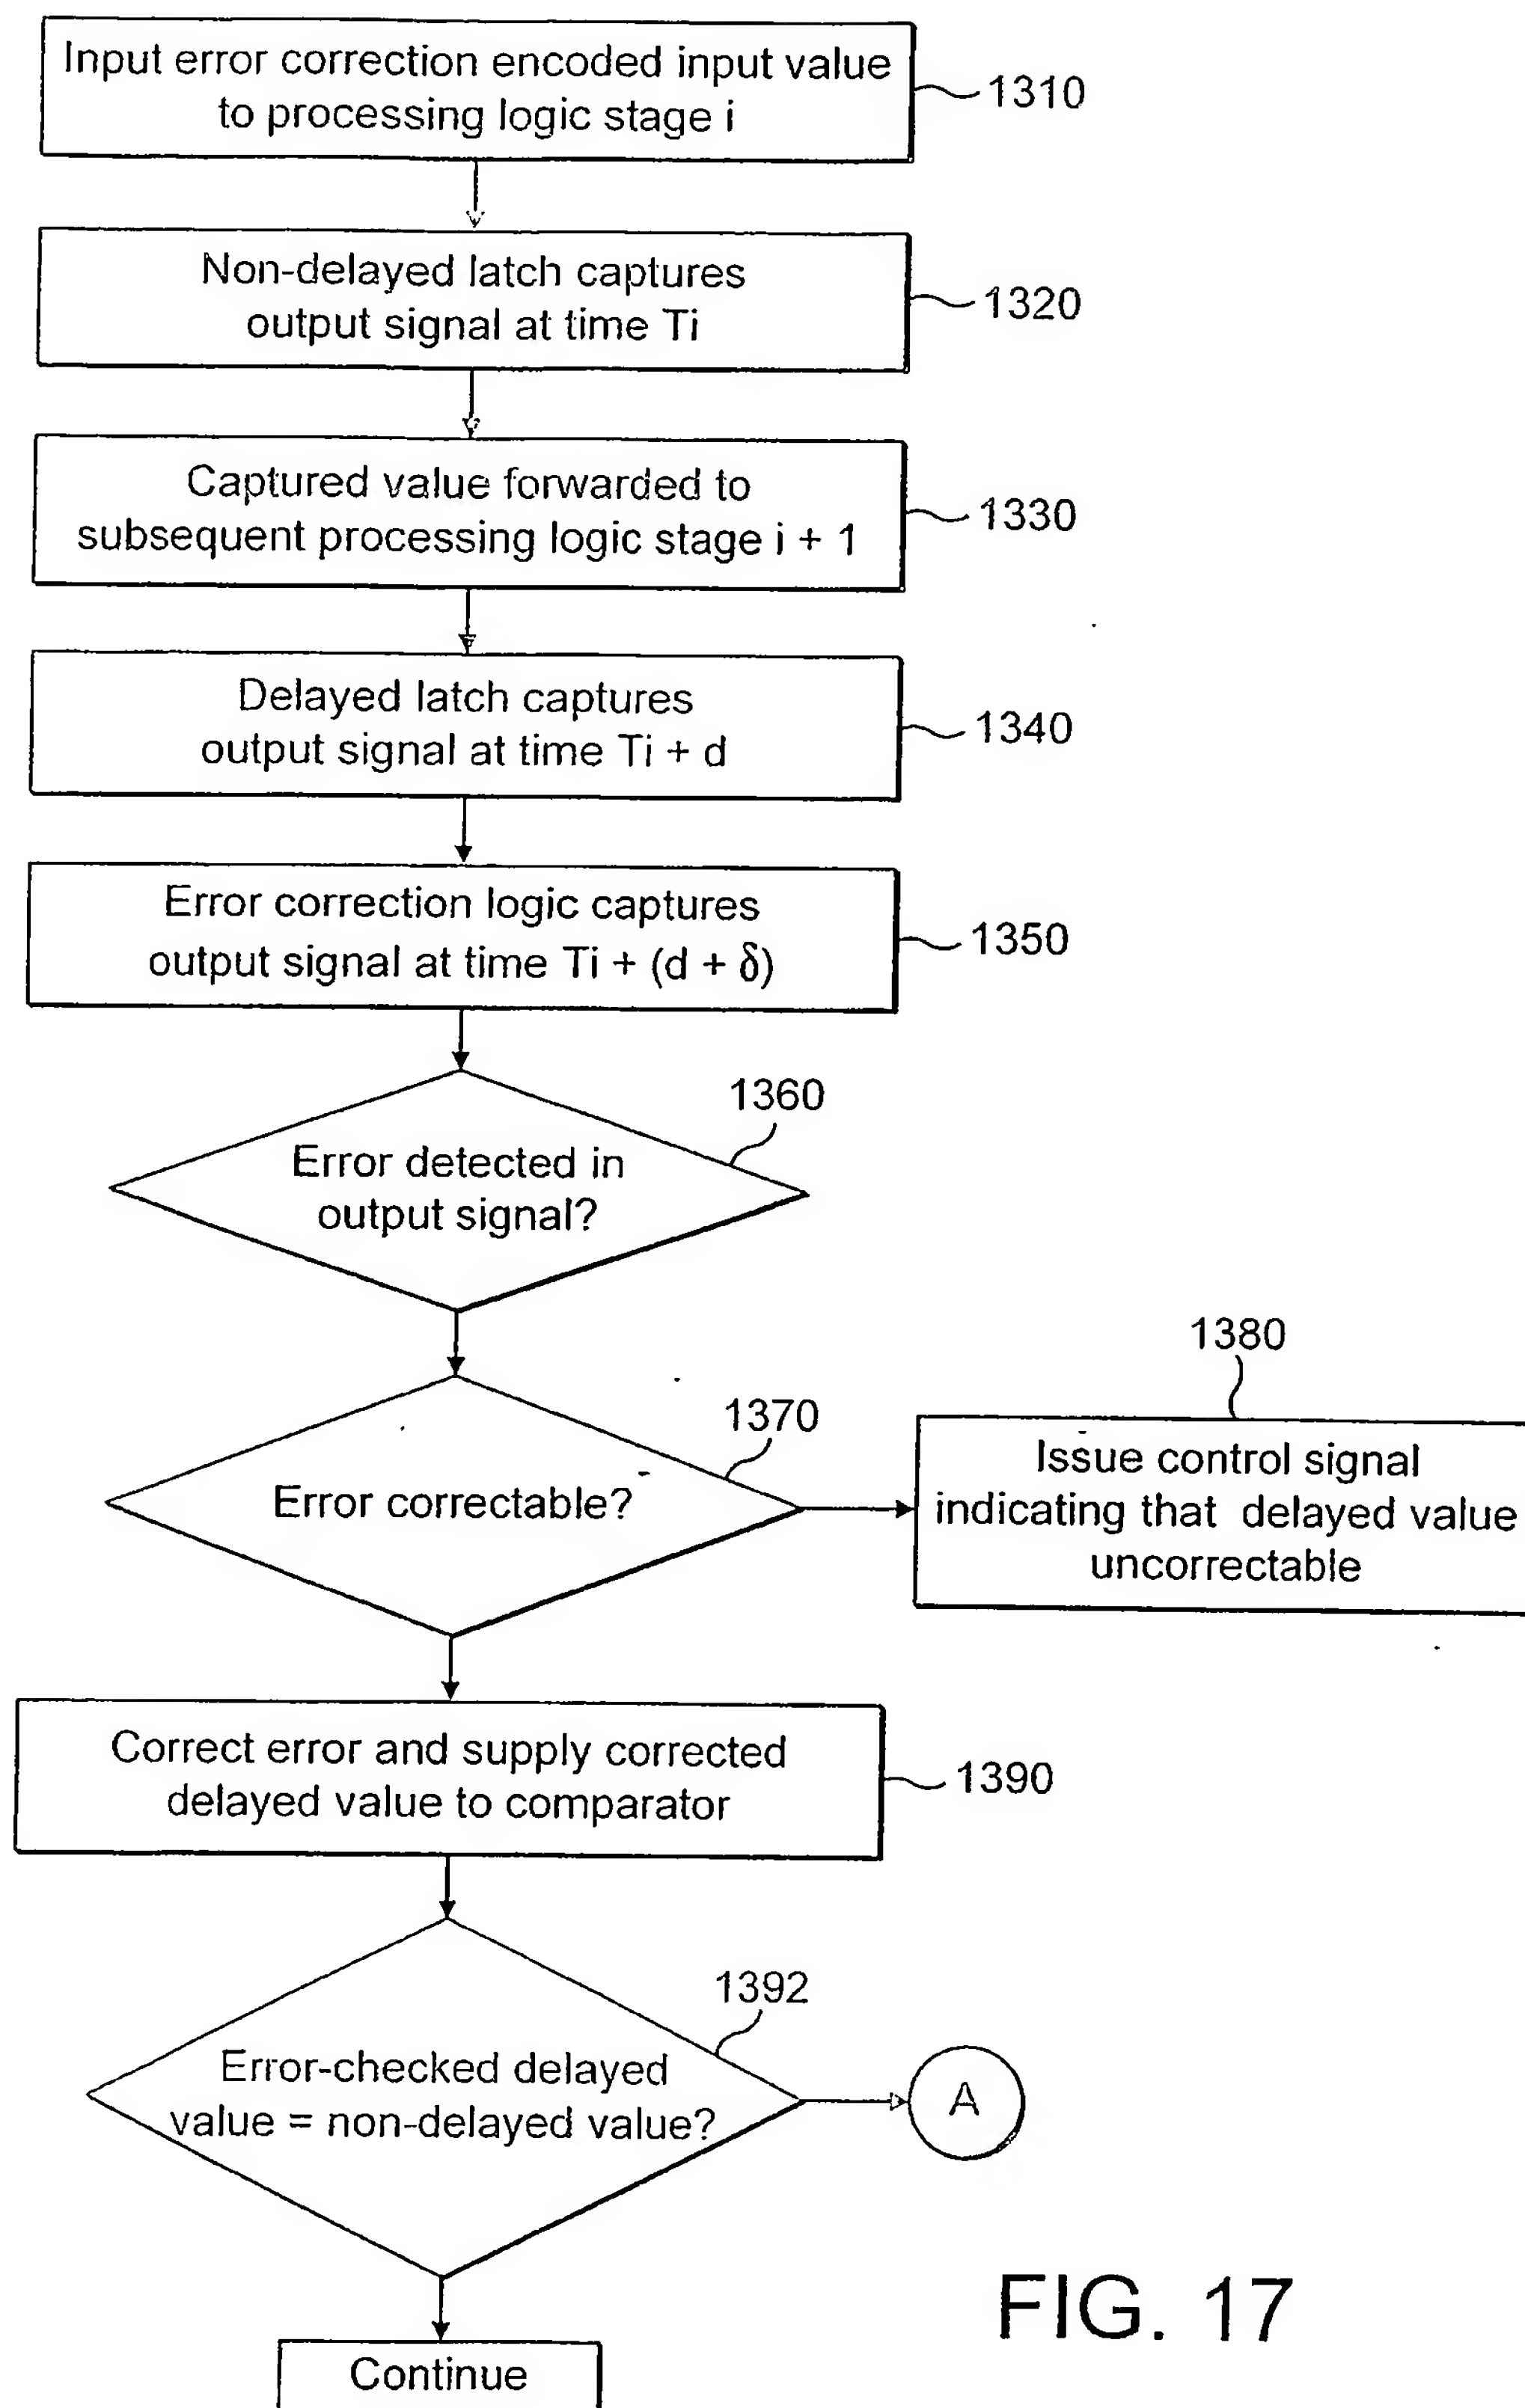 Input error correction encoded input value
to processing logic stage i
1310
Non-delayed latch captures
output signal at time Ti
1320
Captured value forwarded to
subsequent processing logic stage i + 1
1330
Delayed latch captures
output signal at time Ti + d
1340
Error correction logic captures
output signal at time Ti + (d + δ)
1350
1360
Error detected in
output signal?
1370
Error correctable?
1380
Issue control signal
indicating that delayed value
uncorrectable
Correct error and supply corrected
delayed value to comparator
1390
1392
Error-checked delayed
value = non-delayed value?
A
Continue
FIG. 17